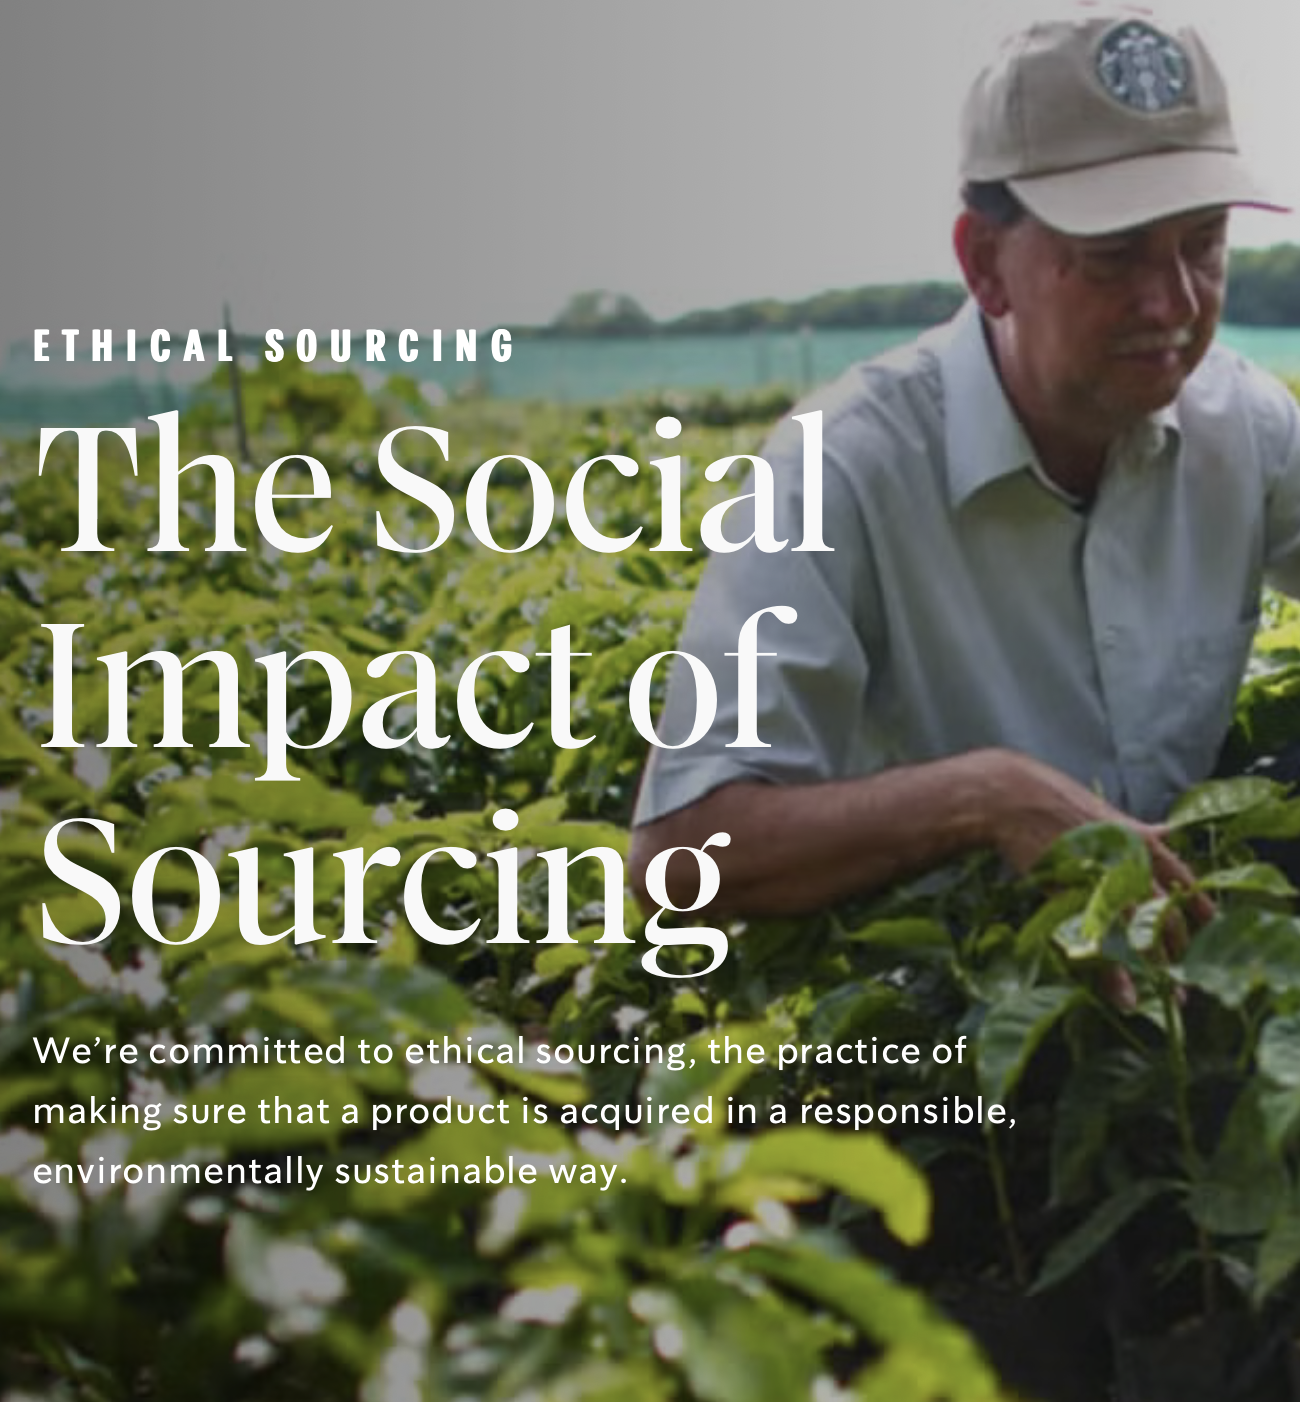 ETHICAL SOURCING
The Social
Impact of
Sourcing
We’re committed to ethical sourcing, the practice of
making sure that a product is acquired in a responsible,
environmentally sustainable way.